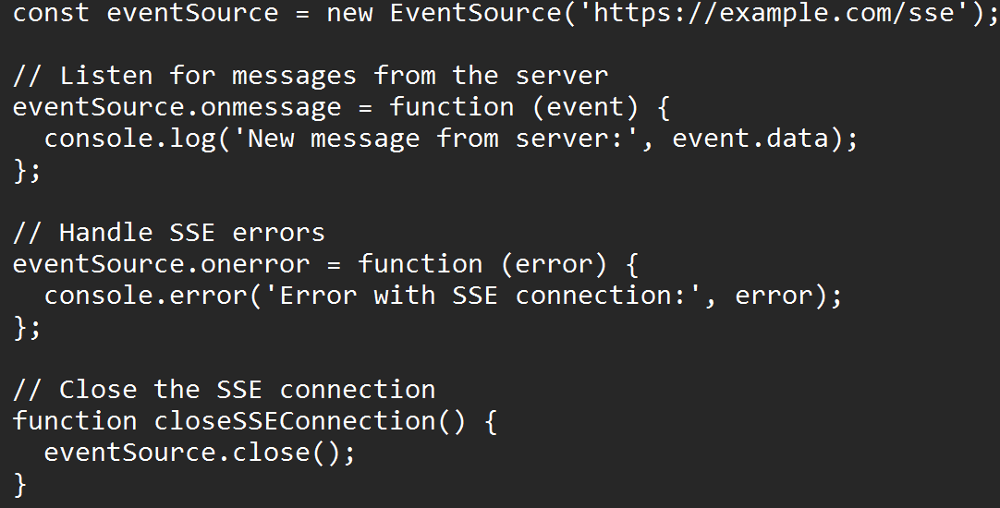 const eventSource = new EventSource('https://example.com/sse');
// Listen for messages from the server
eventSource.onmessage = function (event) {
  console.log('New message from server:', event.data);
};
// Handle SSE errors
eventSource.onerror = function (error) {
  console.error('Error with SSE connection:', error);
};
// Close the SSE connection
function closeSSEConnection() {
  eventSource.close();
}